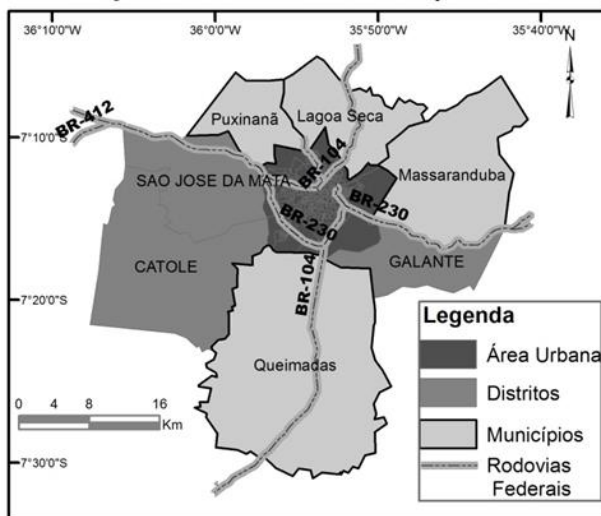 36°10'0"W 36°0'0"W 35°50'0"W 35°40'0"W
N
7°10'0"S
7°20'0"S
7°30'0"S
BR-412
Puxinanã
Lagoa Seca
BR-104
Massaranduba
SAO JOSE DA MATA
BR-230
BR-230
CATOLE
GALANTE
BR-104
Queimadas
0 4 8 16
Km
Legenda
Área Urbana
Distritos
Municípios
Rodovias
Federais